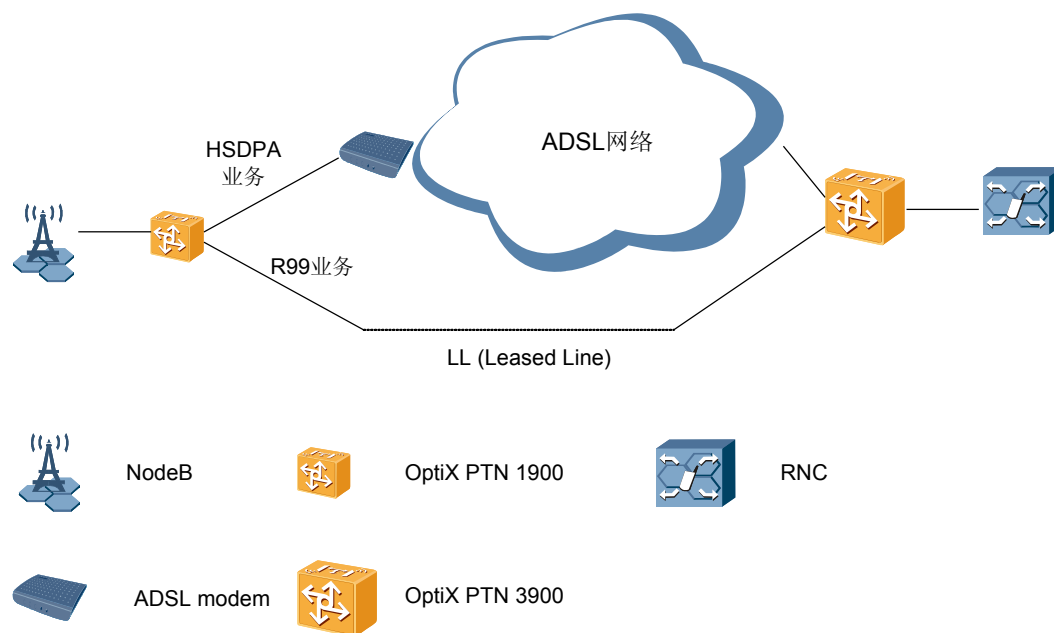 HSDPA
业务
ADSL网络
R99业务
LL (Leased Line)
NodeB
OptiX PTN 1900
RNC
ADSL modem
OptiX PTN 3900